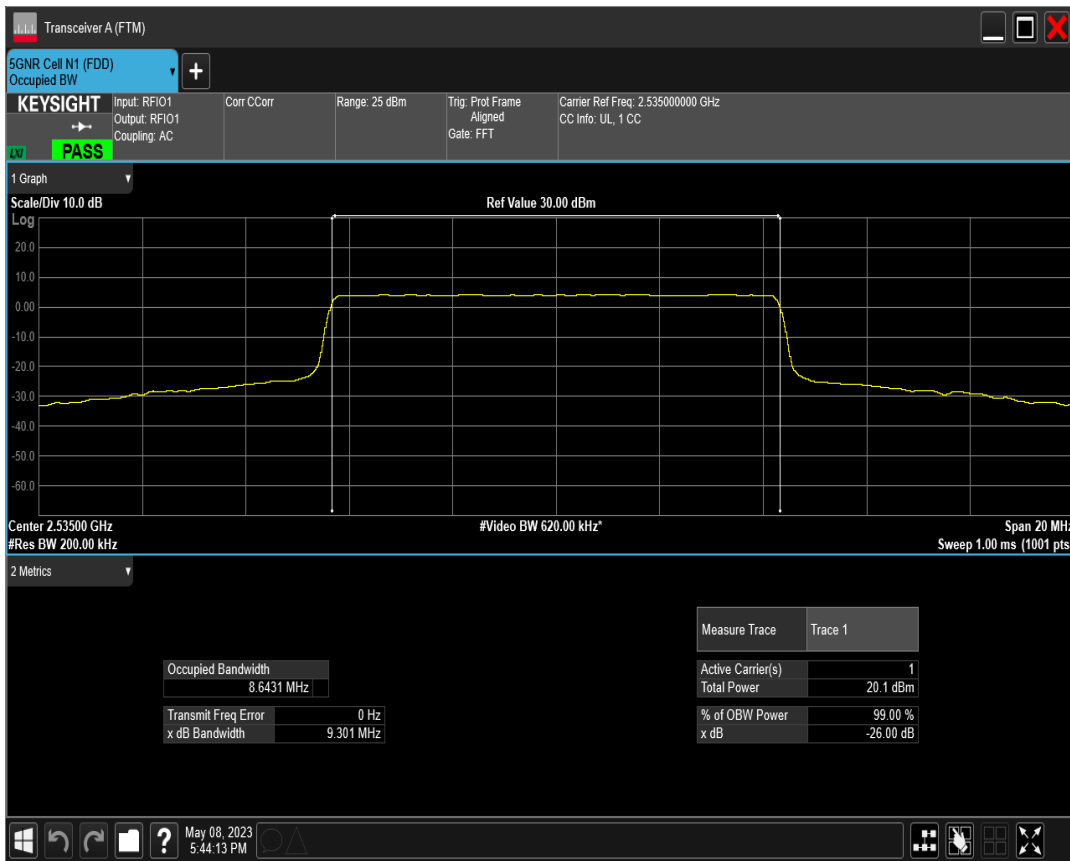 Transceiver A (FTM)
5GNR Cell N1 (FDD)
Occupied BW
+
KEYSIGHT
LXI
PASS
Input: RFIO1
Output: RFIO1
Coupling: AC
Corr CCorr
Range: 25 dBm
Trig: Prot Frame
Aligned
Gate: FFT
Carrier Ref Freq: 2.535000000 GHz
CC Info: UL, 1 CC
1 Graph
Scale/Div 10.0 dB
Ref Value 30.00 dBm
Log
20.0
10.0
0.00
-10.0
-20.0
-30.0
-40.0
-50.0
-60.0
Center 2.53500 GHz
#Video BW 620.00 kHz*
Span 20 MHz
#Res BW 200.00 kHz
Sweep 1.00 ms (1001 pts
2 Metrics
Measure Trace Trace 1
Occupied Bandwidth
8.6431 MHz
Active Carrier(s) 1
Total Power 20.1 dBm
Transmit Freq Error 0 Hz
x dB Bandwidth 9.301 MHz
% of OBW Power 99.00 %
x dB -26.00 dB
?
May 08, 2023
5:44:13 PM